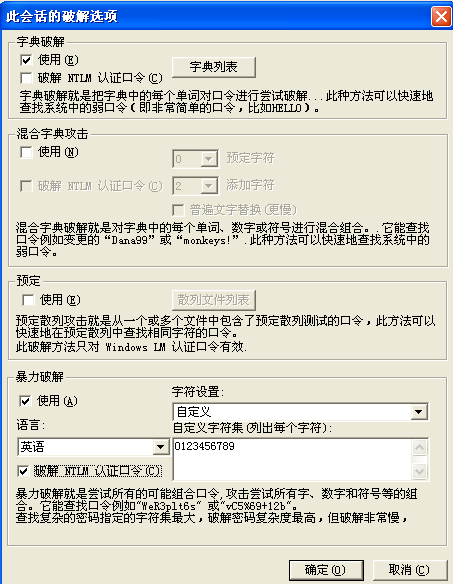 此会话的破解选项
字典破解
使用(E)
破解 NTLM 认证口令(C)
字典列表
字典破解就是把字典中的每个单词对口令进行尝试破解...此种方法可以快速地
查找系统中的弱口令(即非常简单的口令，比如HELLO)。
混合字典攻击
使用(N)
0
预定字符
破解 NTLM 认证口令(C)
2
添加字符
普遍文字替换(更慢)
混合字典破解就是对字典中的每个单词、数字或符号进行混合组合。.它能查找
口令例如变更的“Dana99”或“monkeys!”.此种方法可以快速地查找系统中的
弱口令。
预定
使用(E)
散列文件列表
预定散列攻击就是从一个或多个文件中包含了预定散列测试的口令，此方法可以
快速地在预定散列中查找相同字符的口令。
此破解方法只对 Windows LM 认证口令有效.
暴力破解
使用(A)
字符设置:
自定义
语言:
英语
自定义字符集(列出每个字符):
0123456789
破解 NTLM 认证口令(C)
暴力破解就是尝试所有的可能组合口令,攻击尝试所有字、数字和符号等的组
合。它能查找口令例如"WeR3plt6s" 或"vC5%69+12b"。
查找复杂的密码指定的字符集最大，破解密码复杂度最高，但破解非常慢，
确定(O)
取消(C)